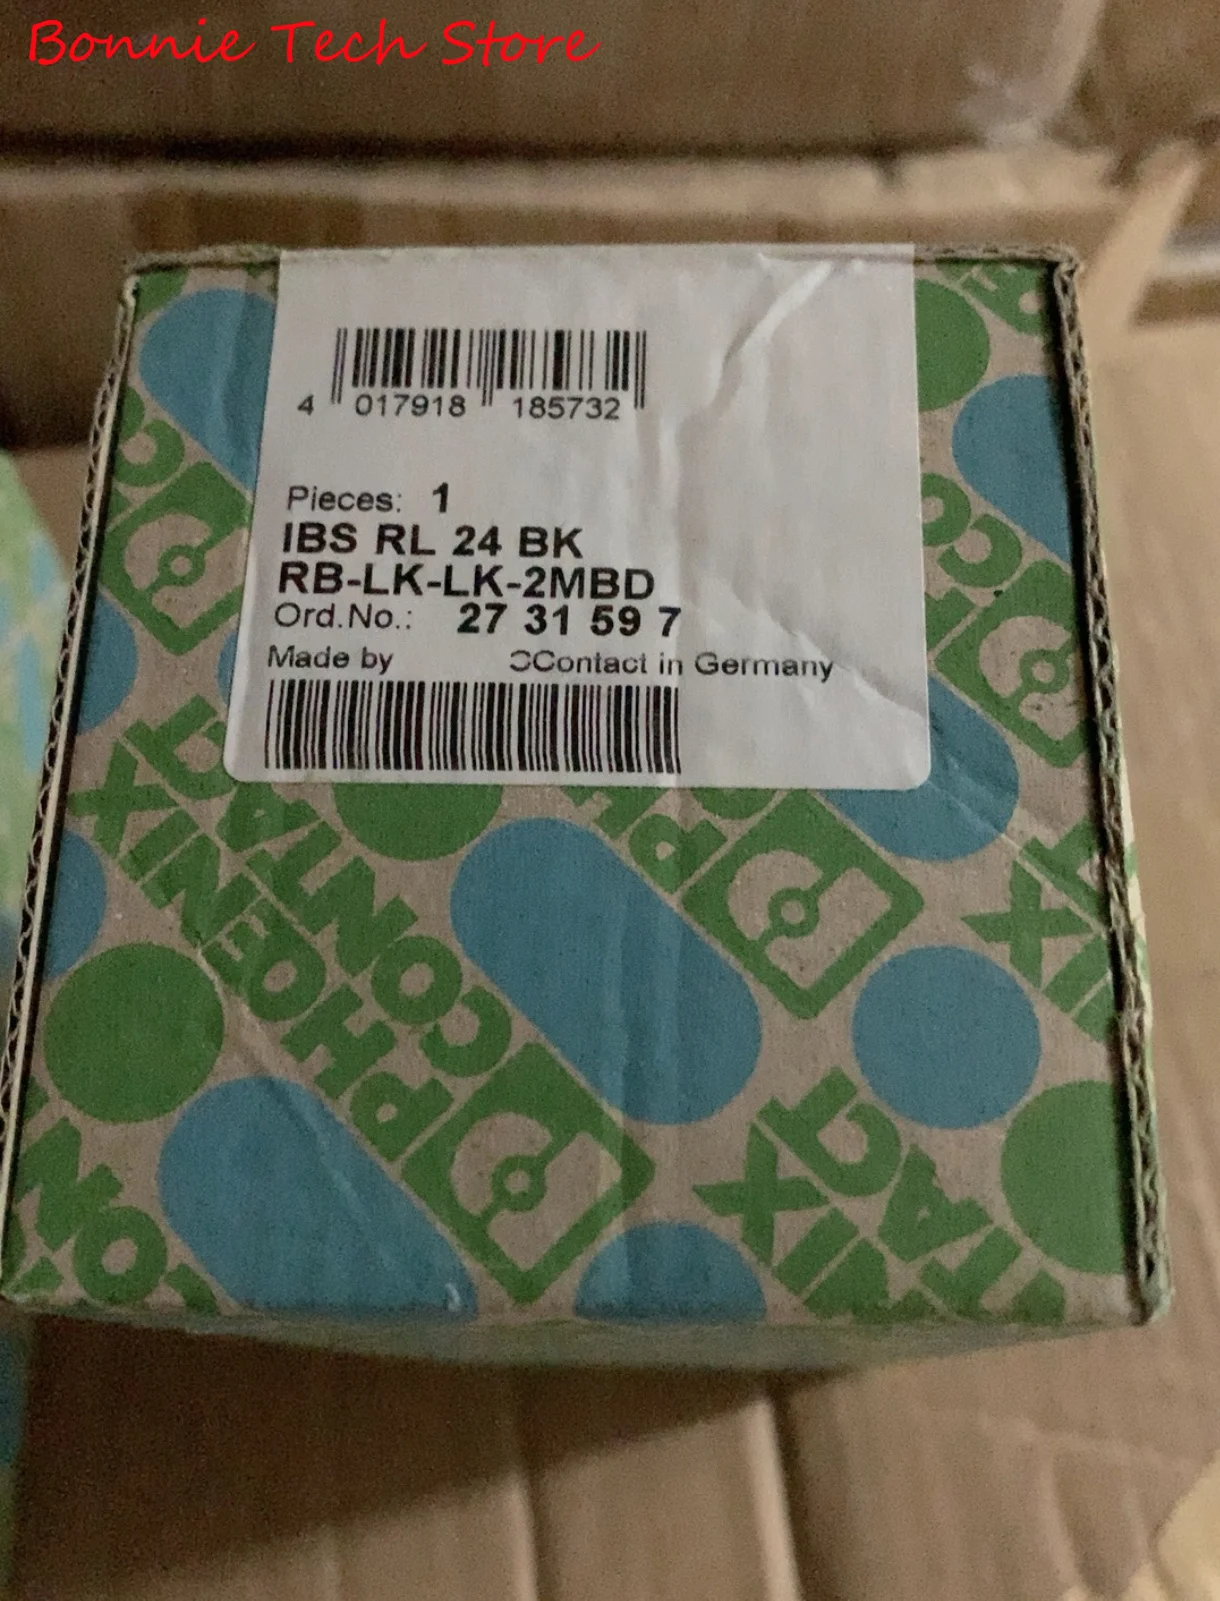 Bonnie Tech Store
4 017918 185732
Pieces: 1
IBS RL 24 BK
RB-LK-LK-2MBD
Ord.No.: 27 31 59 7
Made by Contact in Germany
PHOENIX
CONTACT